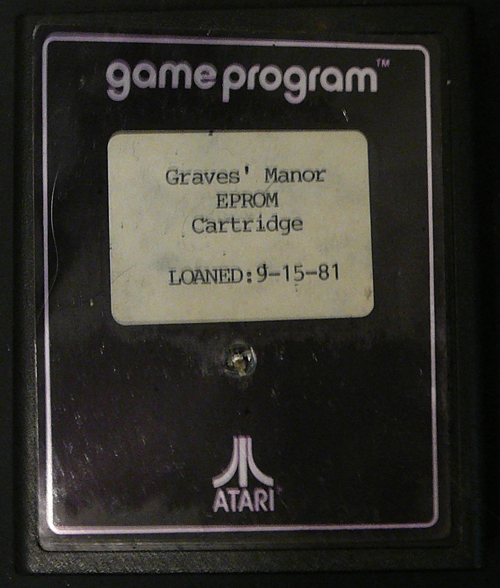 game program™
Graves' Manor
EPROM
Cartridge
LOANED:9-15-81
ATARI